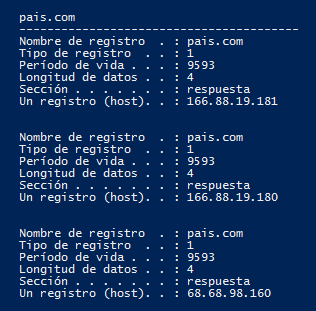 pais.com
----------------------------------------
Nombre de registro . : pais.com
Tipo de registro . . : 1
Período de vida . . . : 9593
Longitud de datos . . : 4
Sección . . . . . . . : respuesta
Un registro (host). . : 166.88.19.181
Nombre de registro . : pais.com
Tipo de registro . . : 1
Período de vida . . . : 9593
Longitud de datos . . : 4
Sección . . . . . . . : respuesta
Un registro (host). . : 166.88.19.180
Nombre de registro . : pais.com
Tipo de registro . . : 1
Período de vida . . . : 9593
Longitud de datos . . : 4
Sección . . . . . . . : respuesta
Un registro (host). . : 68.68.98.160